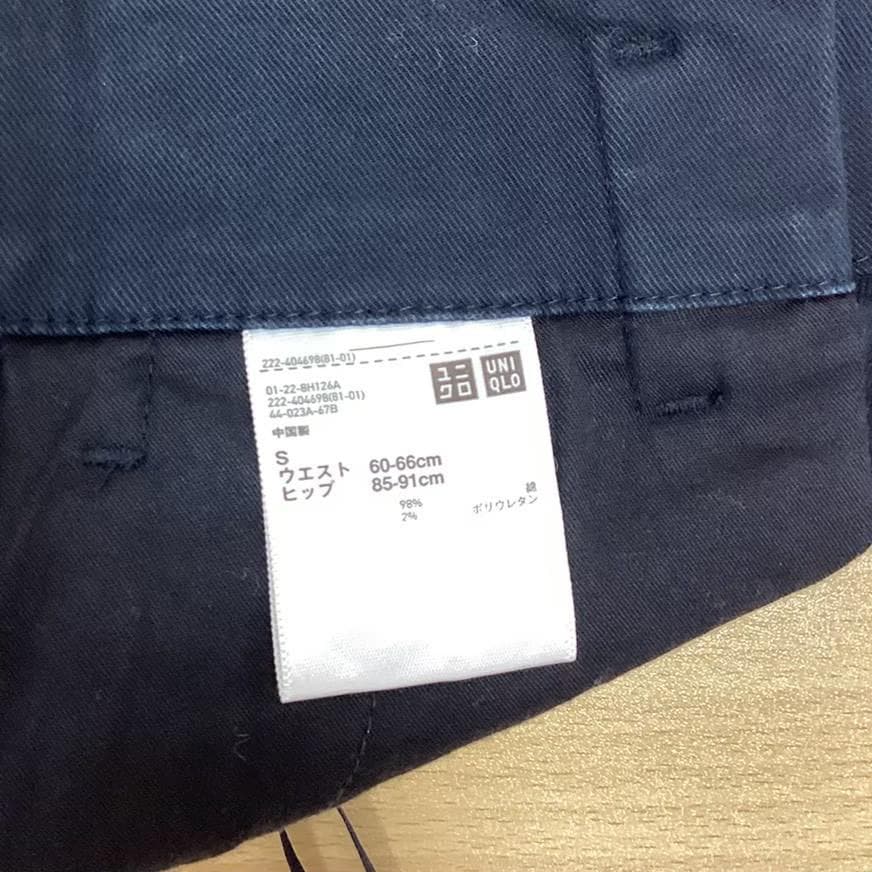 222-404698(81-01)
ユニクロ
UNIQLO
01-22-8H126A
222-404698(81-01)
44-023A-67B
中国製
S
ウエスト 60-66cm
ヒップ 85-91cm
98% 綿
2% ポリウレタン